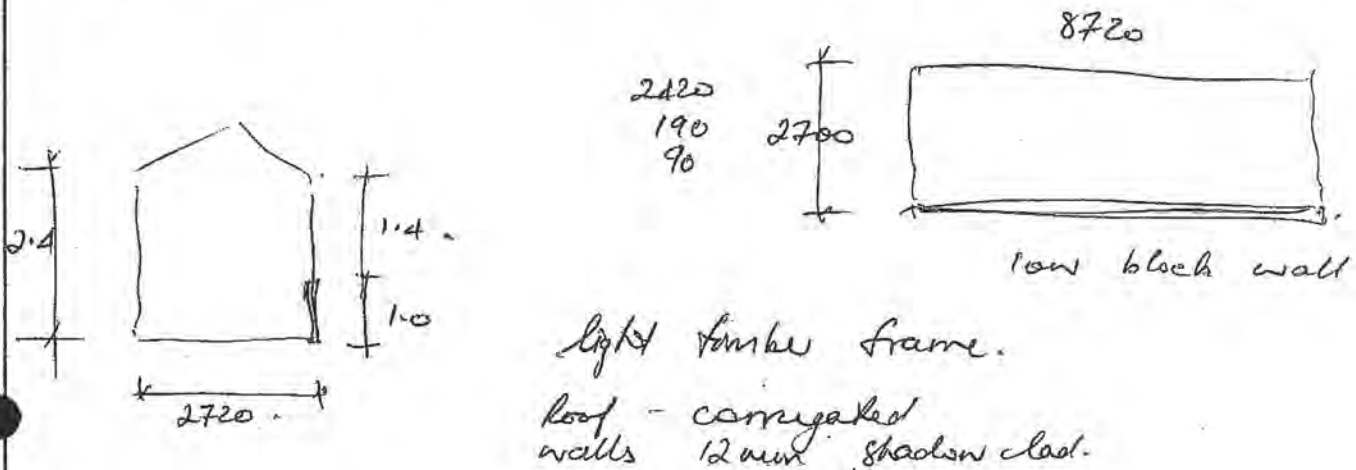 8720
2420
190
90
2700
low block wall
2.4
1.4
1.0
2720
light timber frame.
Roof - corrugated
walls 12mm shadow clad.